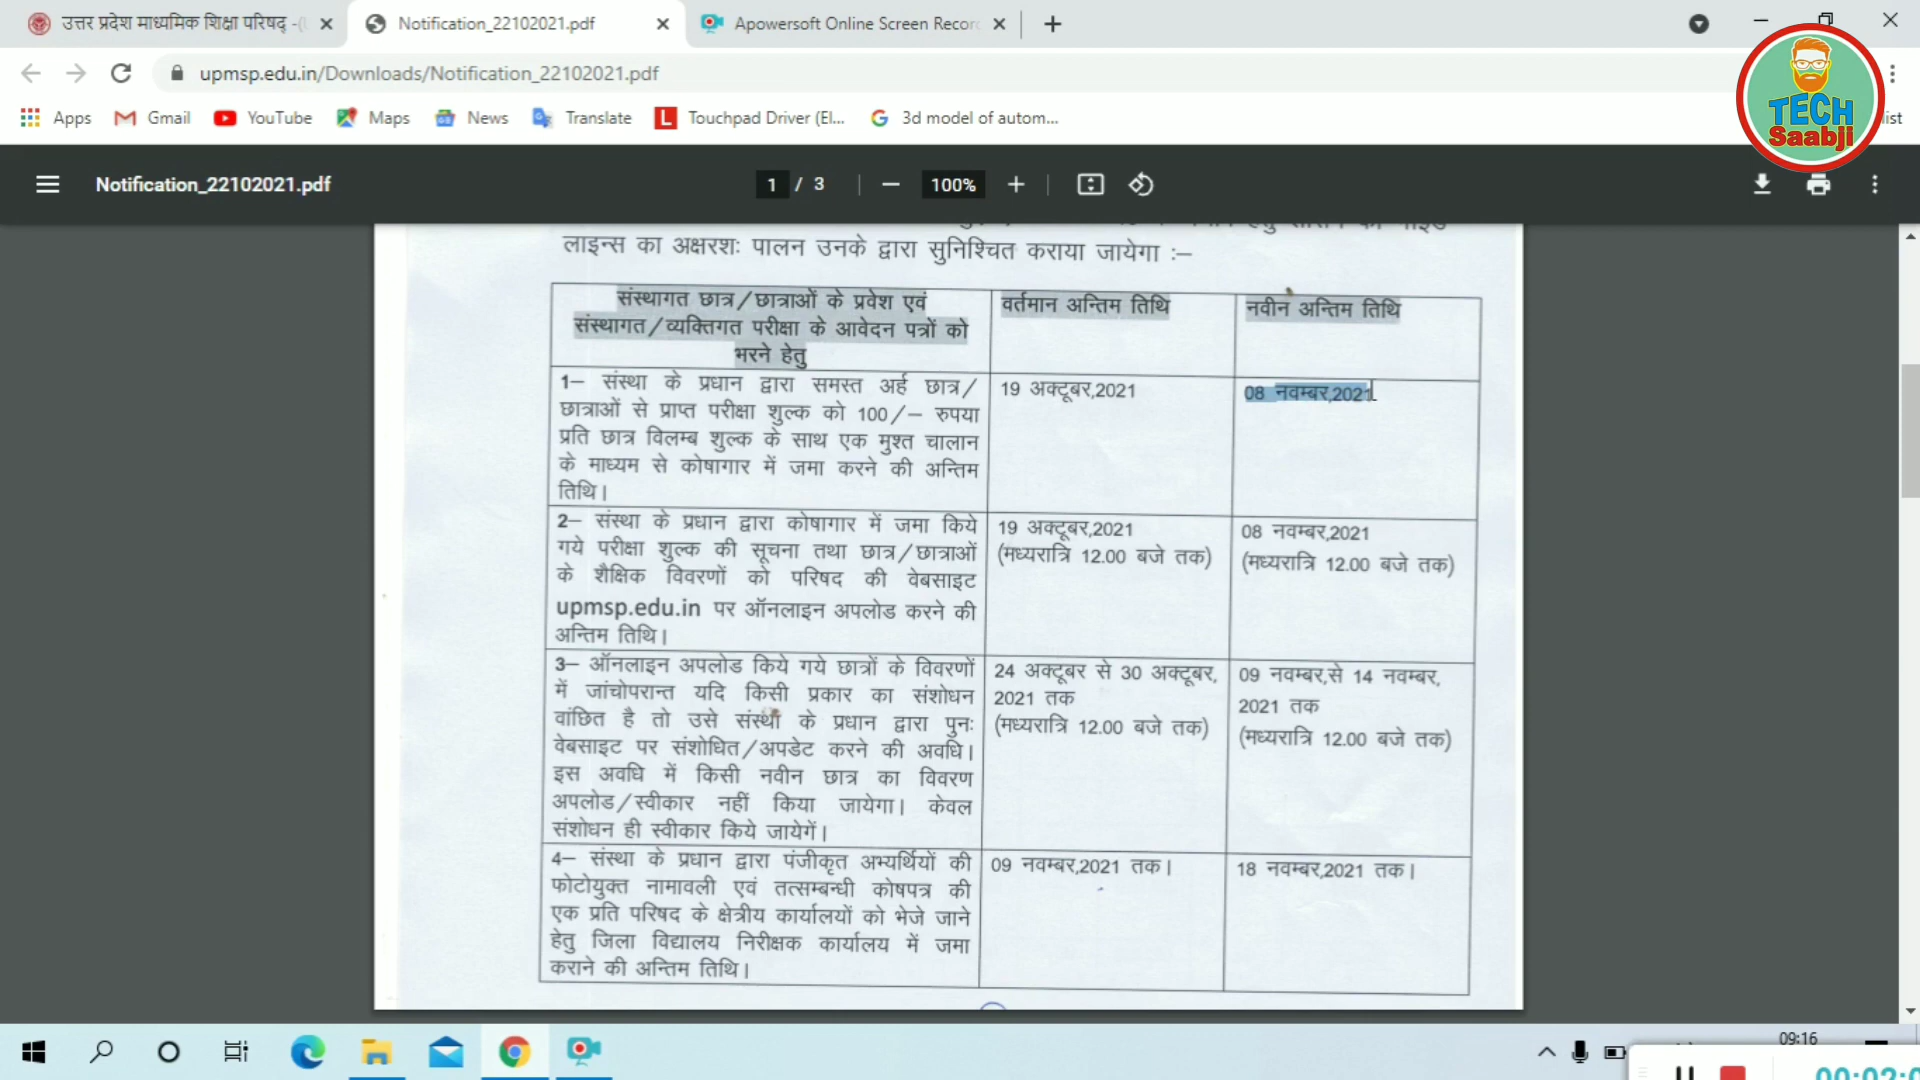 उत्तर प्रदेश माध्यमिक शिक्षा परिषद् -(
Notification_22102021.pdf
Apowersoft Online Screen Recor
upmsp.edu.in/Downloads/Notification_22102021.pdf
Apps
Gmail
YouTube
Maps
News
Translate
Touchpad Driver (El...
3d model of autom...
ist
TECH
Saabji
Notification_22102021.pdf
1 / 3
100%
लाइन्स का अक्षरशः पालन उनके द्वारा सुनिश्चित कराया जायेगा :–
संस्थागत छात्र/छात्राओं के प्रवेश एवं
संस्थागत/व्यक्तिगत परीक्षा के आवेदन पत्रों को
भरने हेतु
वर्तमान अन्तिम तिथि
नवीन अन्तिम तिथि
1– संस्था के प्रधान द्वारा समस्त अर्ह छात्र/
छात्राओं से प्राप्त परीक्षा शुल्क को 100/– रुपया
प्रति छात्र विलम्ब शुल्क के साथ एक मुश्त चालान
के माध्यम से कोषागार में जमा करने की अन्तिम
तिथि।
19 अक्टूबर,2021
08 नवम्बर,2021
2– संस्था के प्रधान द्वारा कोषागार में जमा किये
गये परीक्षा शुल्क की सूचना तथा छात्र/छात्राओं
के शैक्षिक विवरणों को परिषद की वेबसाइट
upmsp.edu.in पर ऑनलाइन अपलोड करने की
अन्तिम तिथि।
19 अक्टूबर,2021
(मध्यरात्रि 12.00 बजे तक)
08 नवम्बर,2021
(मध्यरात्रि 12.00 बजे तक)
3– ऑनलाइन अपलोड किये गये छात्रों के विवरणों
में जांचोपरान्त यदि किसी प्रकार का संशोधन
वांछित है तो उसे संस्था के प्रधान द्वारा पुनः
वेबसाइट पर संशोधित/अपडेट करने की अवधि।
इस अवधि में किसी नवीन छात्र का विवरण
अपलोड/स्वीकार नहीं किया जायेगा। केवल
संशोधन ही स्वीकार किये जायेगें।
24 अक्टूबर से 30 अक्टूबर,
2021 तक
(मध्यरात्रि 12.00 बजे तक)
09 नवम्बर,से 14 नवम्बर,
2021 तक
(मध्यरात्रि 12.00 बजे तक)
4– संस्था के प्रधान द्वारा पंजीकृत अभ्यर्थियों की
फोटोयुक्त नामावली एवं तत्सम्बन्धी कोषपत्र की
एक प्रति परिषद के क्षेत्रीय कार्यालयों को भेजे जाने
हेतु जिला विद्यालय निरीक्षक कार्यालय में जमा
कराने की अन्तिम तिथि।
09 नवम्बर,2021 तक।
18 नवम्बर,2021 तक।
09:16